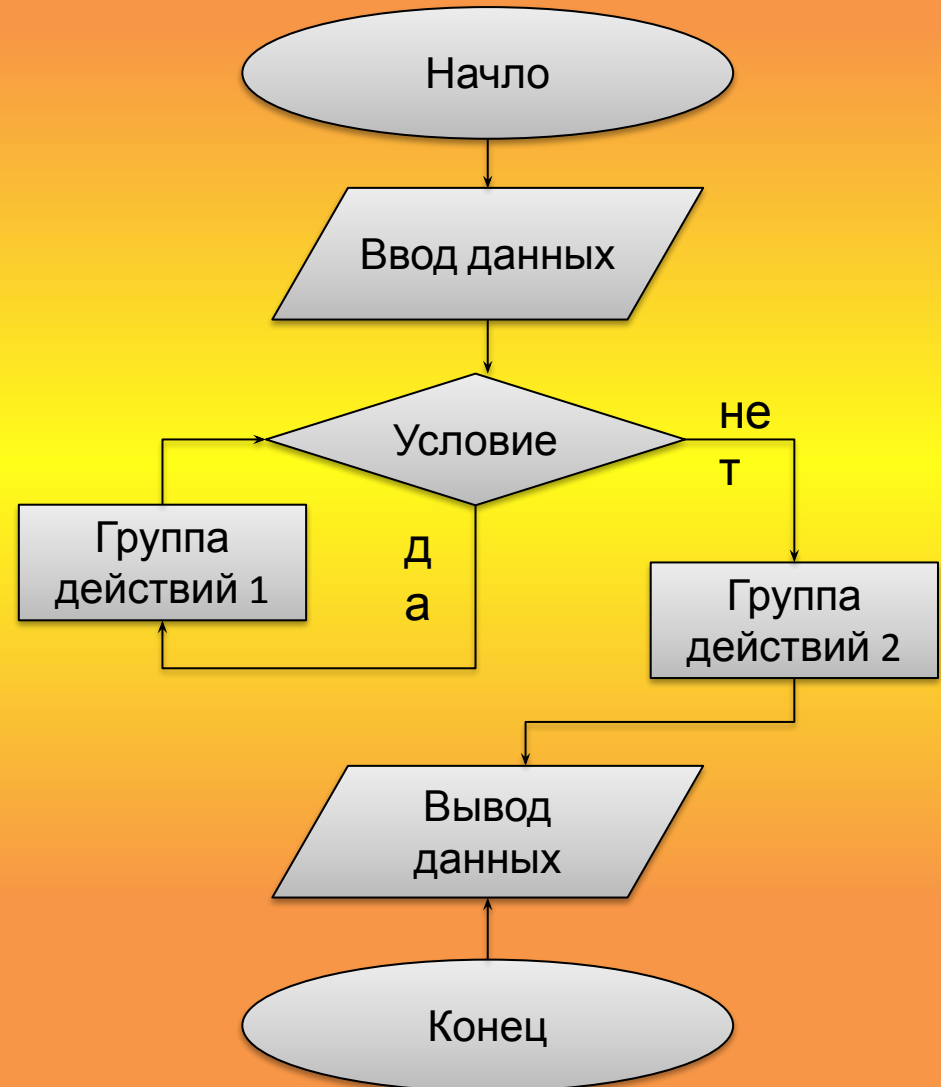 Начло
Ввод данных
Условие
не
т
д
а
Группа
действий 1
Группа
действий 2
Вывод
данных
Конец